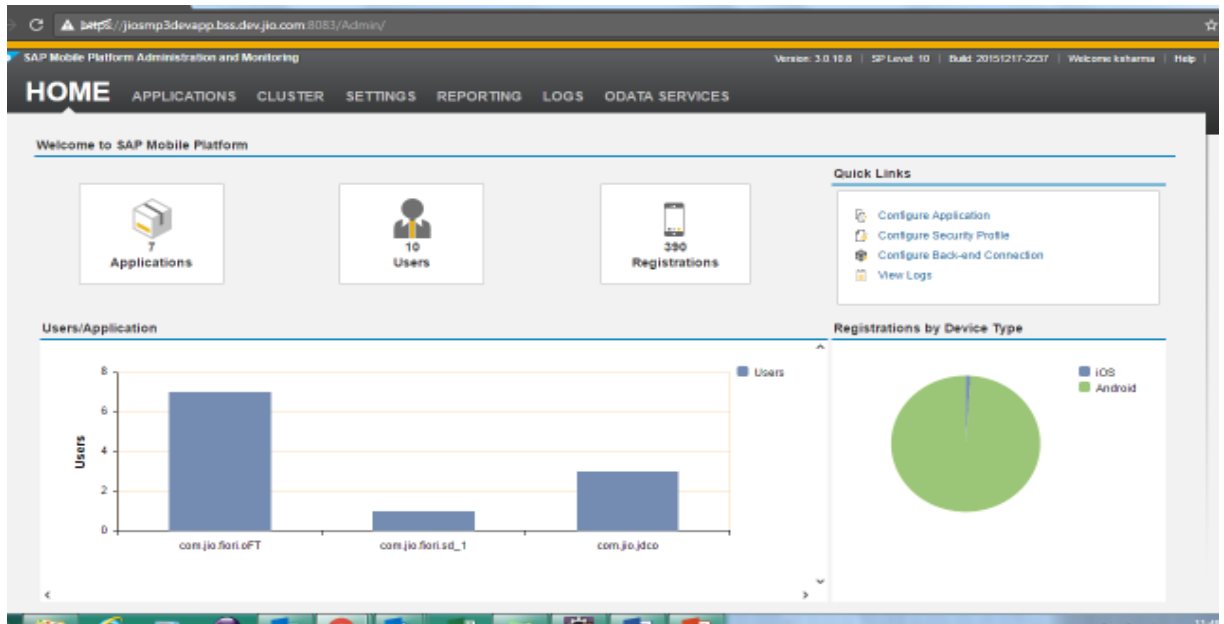 https://jiosmp3devapp.bss.dev.jio.com:8083/Admin/
SAP Mobile Platform Administration and Monitoring
Version: 3.0.10.8 | SP Level: 10 | Build: 20151217-2237 | Welcome ksharma | Help |
HOME APPLICATIONS CLUSTER SETTINGS REPORTING LOGS ODATA SERVICES
Welcome to SAP Mobile Platform
7
Applications
10
Users
390
Registrations
Quick Links
Configure Application
Configure Security Profile
Configure Back-end Connection
View Logs
Users/Application
Users
8
6
4
2
0
com.jio.fiori.oFT
com.jio.fiori.sd_1
com.jio.jdco
Users
Registrations by Device Type
iOS
Android